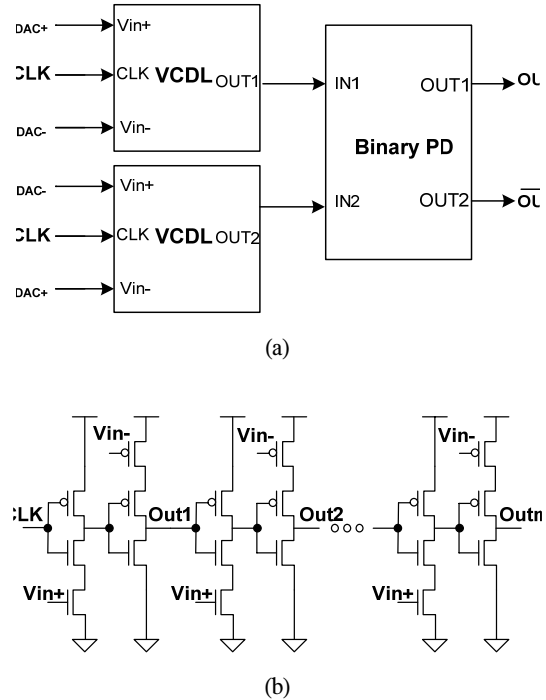 DAC+ Vin+
CLK CLK VCDL OUT1
DAC- Vin-
IN1 OUT1
Binary PD
IN2 OUT2
DAC- Vin+
CLK CLK VCDL OUT2
DAC+ Vin-
(a)
Vin- Vin- Vin-
CLK Out1 Out2
Vin+ Vin+ Vin+
(b)